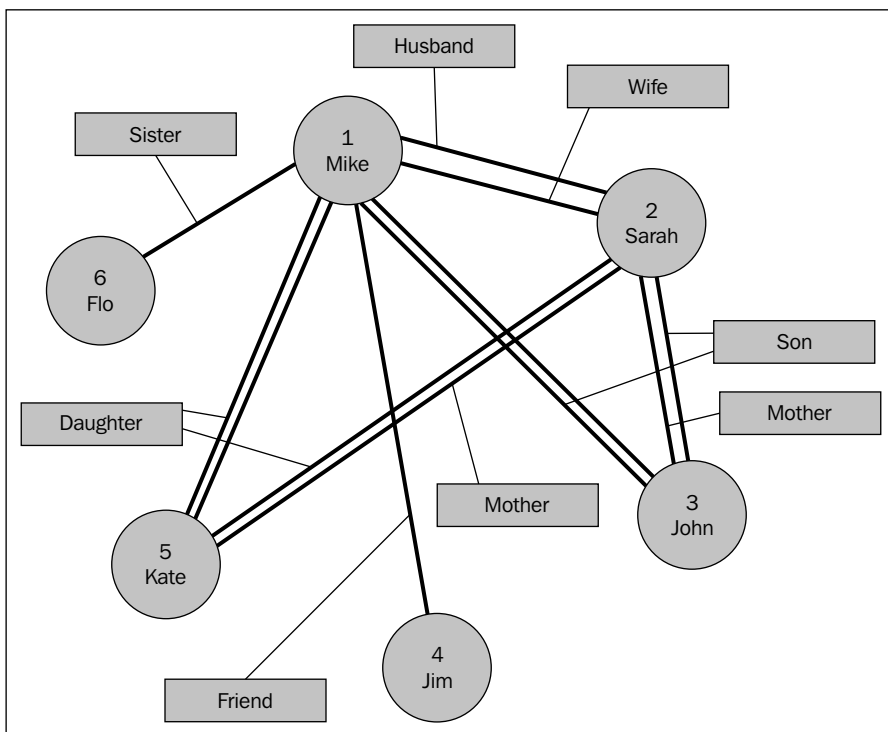 Husband
Wife
Sister
1
Mike
2
Sarah
6
Flo
Son
Mother
Daughter
Mother
3
John
5
Kate
4
Jim
Friend